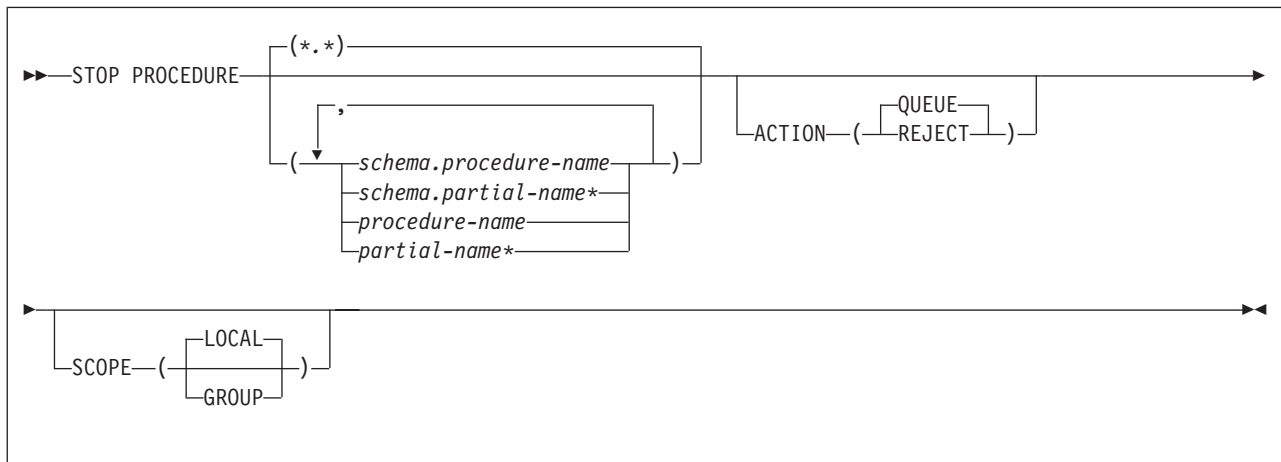 (*.*)
STOP PROCEDURE
,
( schema.procedure-name )
schema.partial-name*
procedure-name
partial-name*
QUEUE
ACTION ( REJECT )
LOCAL
SCOPE ( )
GROUP